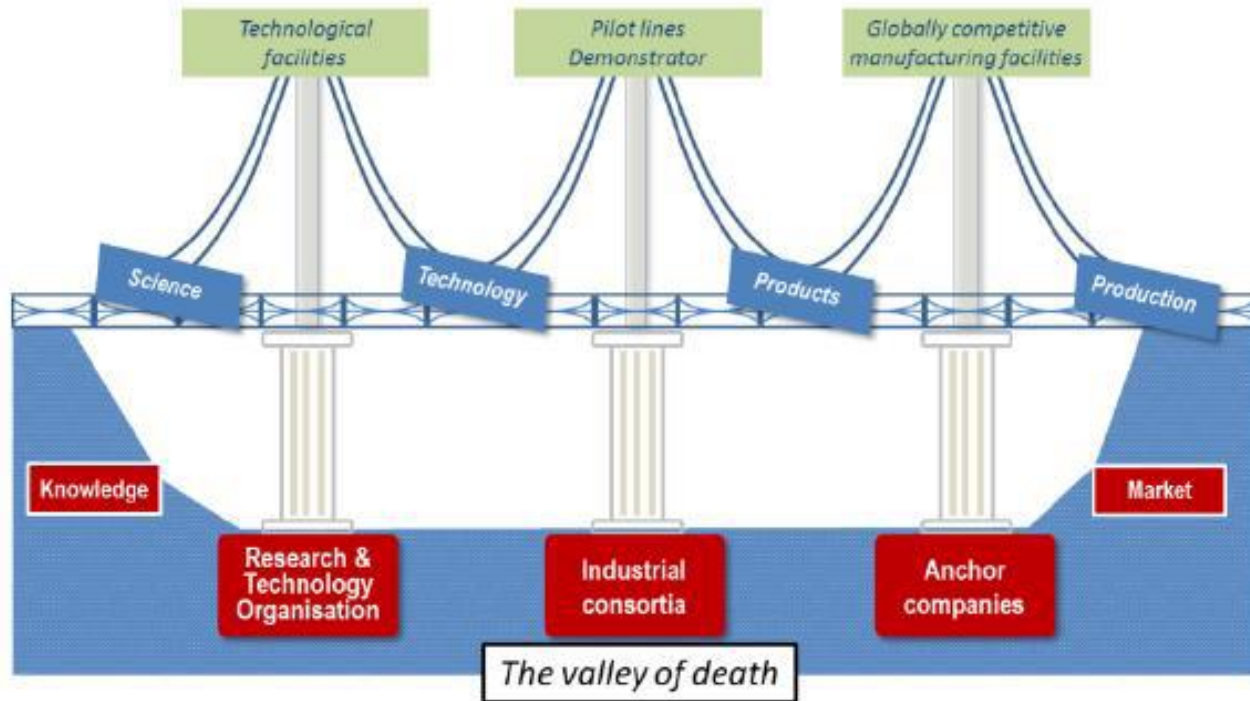 Technological
facilities
Pilot lines
Demonstrator
Globally competitive
manufacturing facilities
Science
Technology
Products
Production
Knowledge
Market
Research &
Technology
Organisation
Industrial
consortia
Anchor
companies
The valley of death